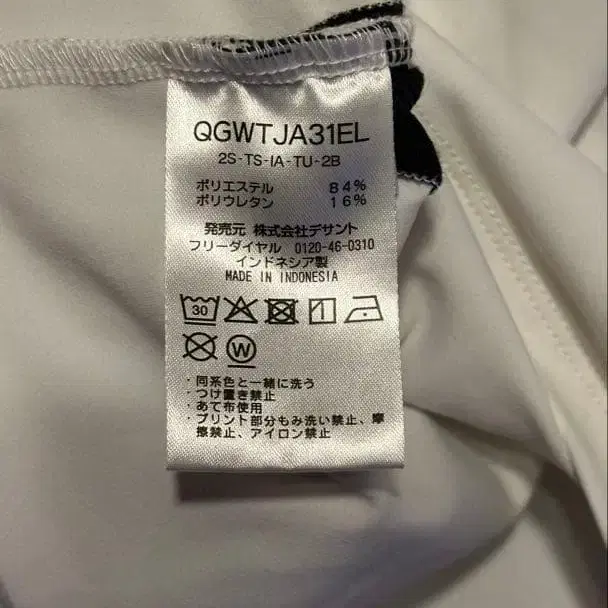 QGWTJA31EL
2S-TS-IA-TU-2B
ポリエステル 84%
ポリウレタン 16%
発売元 株式会社デサント
フリーダイヤル 0120-46-0310
インドネシア製
MADE IN INDONESIA
30
W
・同系色と一緒に洗う
・つけ置き禁止
・あて布使用
・プリント部分もみ洗い禁止、摩
擦禁止、アイロン禁止